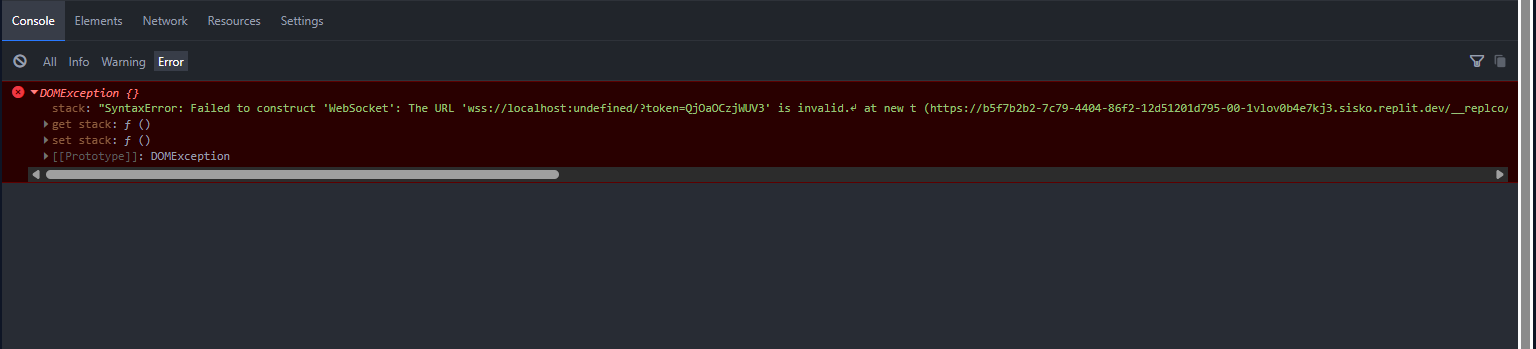 Console Elements Network Resources Settings
All Info Warning Error
DOMException {}
stack: "SyntaxError: Failed to construct 'WebSocket': The URL 'wss://localhost:undefined/?token=QjOaOCzjWUV3' is invalid.↲ at new t (https://b5f7b2b2-7c79-4404-86f2-12d51201d795-00-1vlov0b4e7kj3.sisko.replit.dev/__replco/
get stack: ƒ ()
set stack: ƒ ()
[[Prototype]]: DOMException